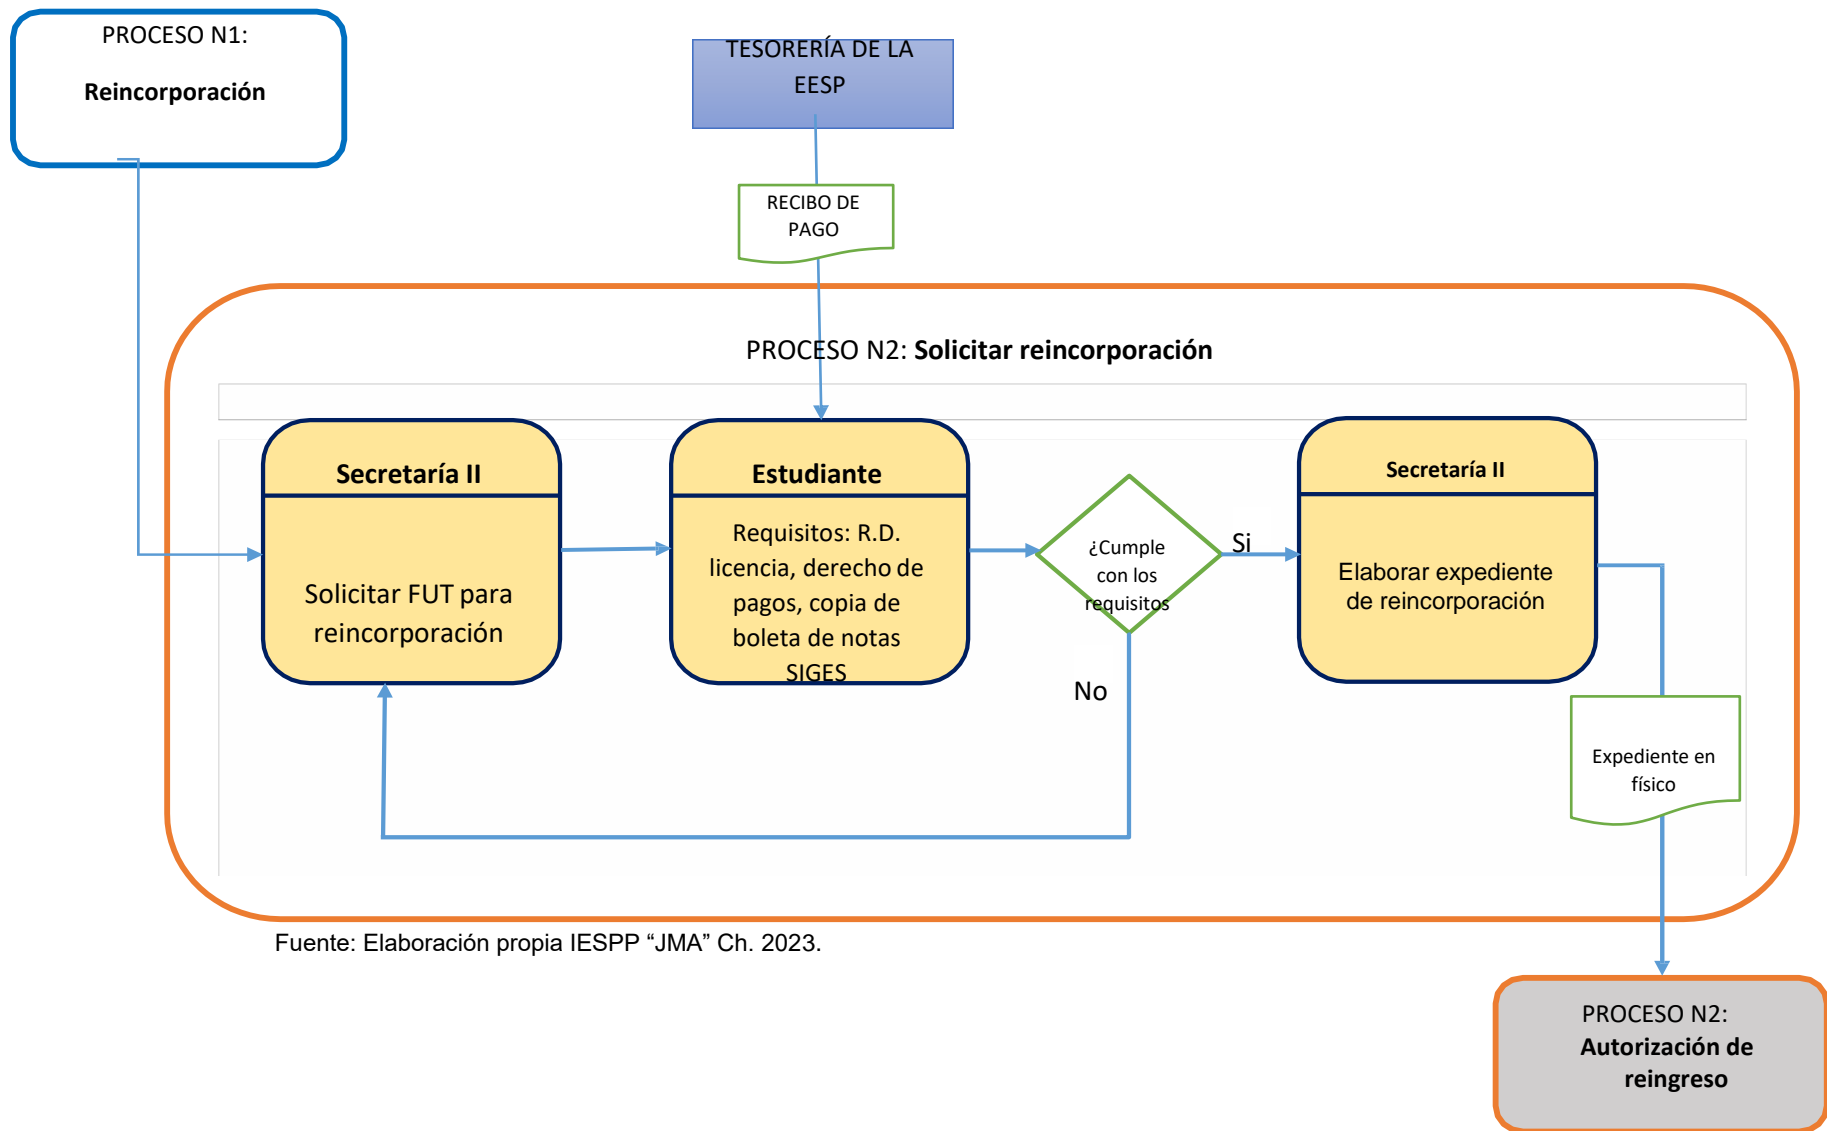 PROCESO N1:
Reincorporación
TESORERÍA DE LA
EESP
RECIBO DE
PAGO
PROCESO N2: Solicitar reincorporación
Secretaría II
Solicitar FUT para
reincorporación
Estudiante
Requisitos: R.D.
licencia, derecho de
pagos, copia de
boleta de notas
SIGES
¿Cumple
con los
requisitos
Si
No
Secretaría II
Elaborar expediente
de reincorporación
Expediente en
físico
Fuente: Elaboración propia IESPP “JMA” Ch. 2023.
PROCESO N2:
Autorización de
reingreso